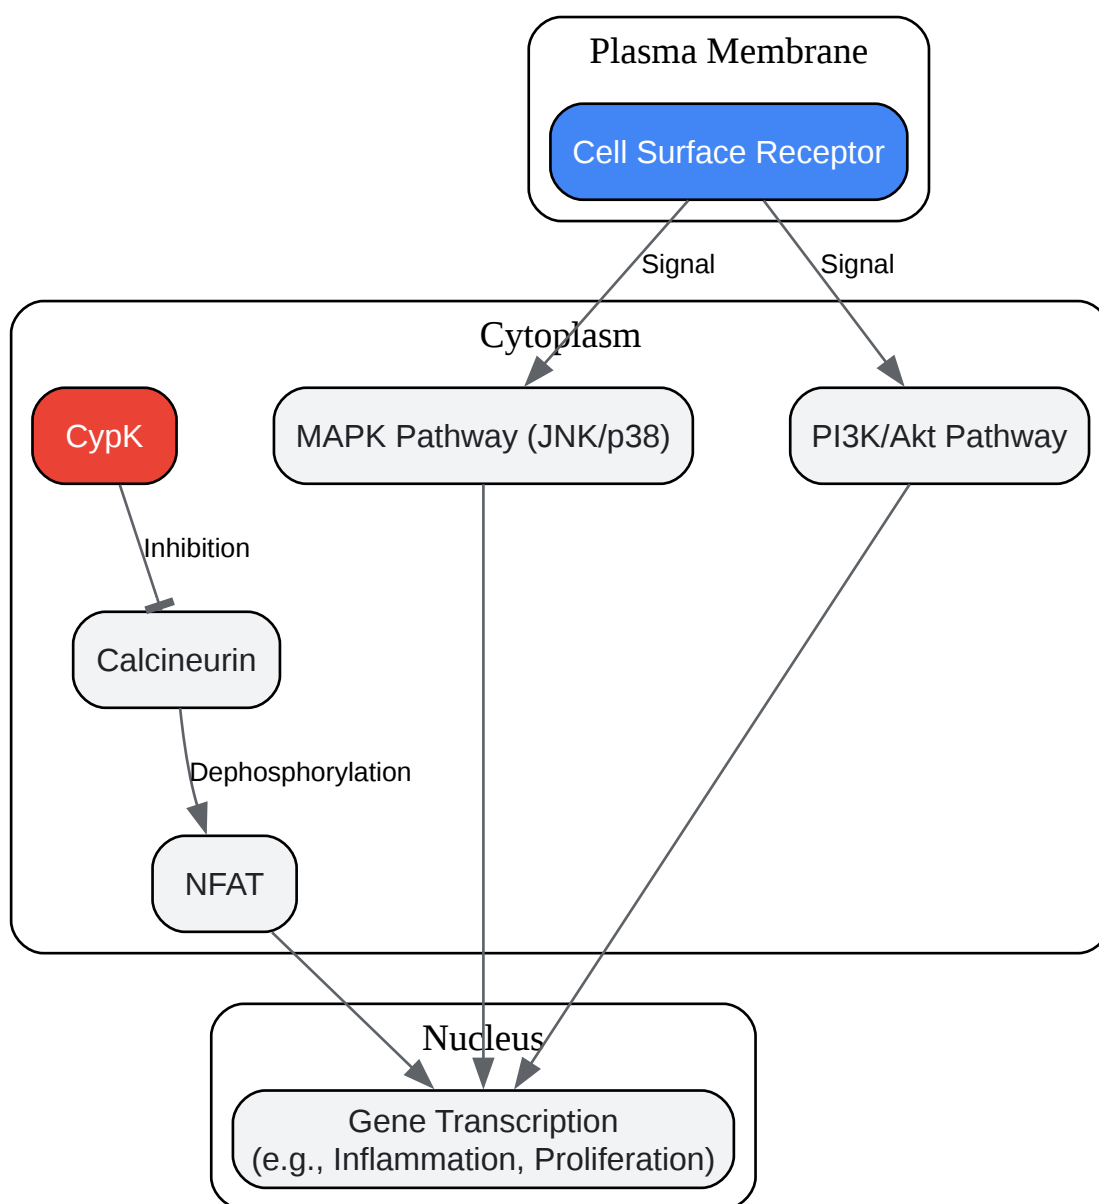 Plasma Membrane
Cell Surface Receptor
Signal
Signal
Cytoplasm
CypK
MAPK Pathway (JNK/p38)
PI3K/Akt Pathway
Inhibition
Calcineurin
Dephosphorylation
NFAT
Nucleus
Gene Transcription
(e.g., Inflammation, Proliferation)